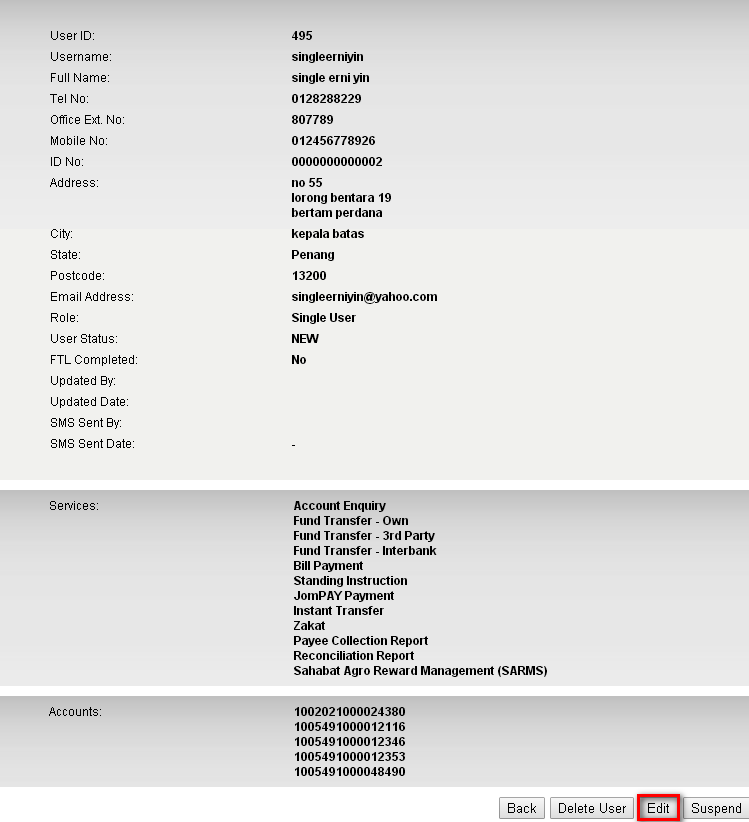 User ID: 495
Username: singleerniyin
Full Name: single erni yin
Tel No: 0128288229
Office Ext. No: 807789
Mobile No: 012456778926
ID No: 0000000000002
Address: no 55
lorong bentara 19
bertam perdana
City: kepala batas
State: Penang
Postcode: 13200
Email Address: singleerniyin@yahoo.com
Role: Single User
User Status: NEW
FTL Completed: No
Updated By:
Updated Date:
SMS Sent By:
SMS Sent Date: -
Services: Account Enquiry
Fund Transfer - Own
Fund Transfer - 3rd Party
Fund Transfer - Interbank
Bill Payment
Standing Instruction
JomPAY Payment
Instant Transfer
Zakat
Payee Collection Report
Reconciliation Report
Sahabat Agro Reward Management (SARMS)
Accounts: 1002021000024380
1005491000012116
1005491000012346
1005491000012353
1005491000048490
Back Delete User Edit Suspend